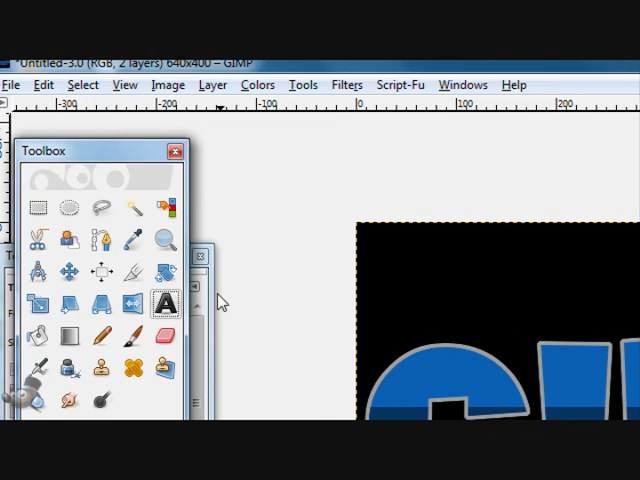 *Untitled-3.0 (RGB, 2 layers) 640x400 – GIMP
File Edit Select View Image Layer Colors Tools Filters Script-Fu Windows Help
-300 -200 -100 0 100 200
Toolbox